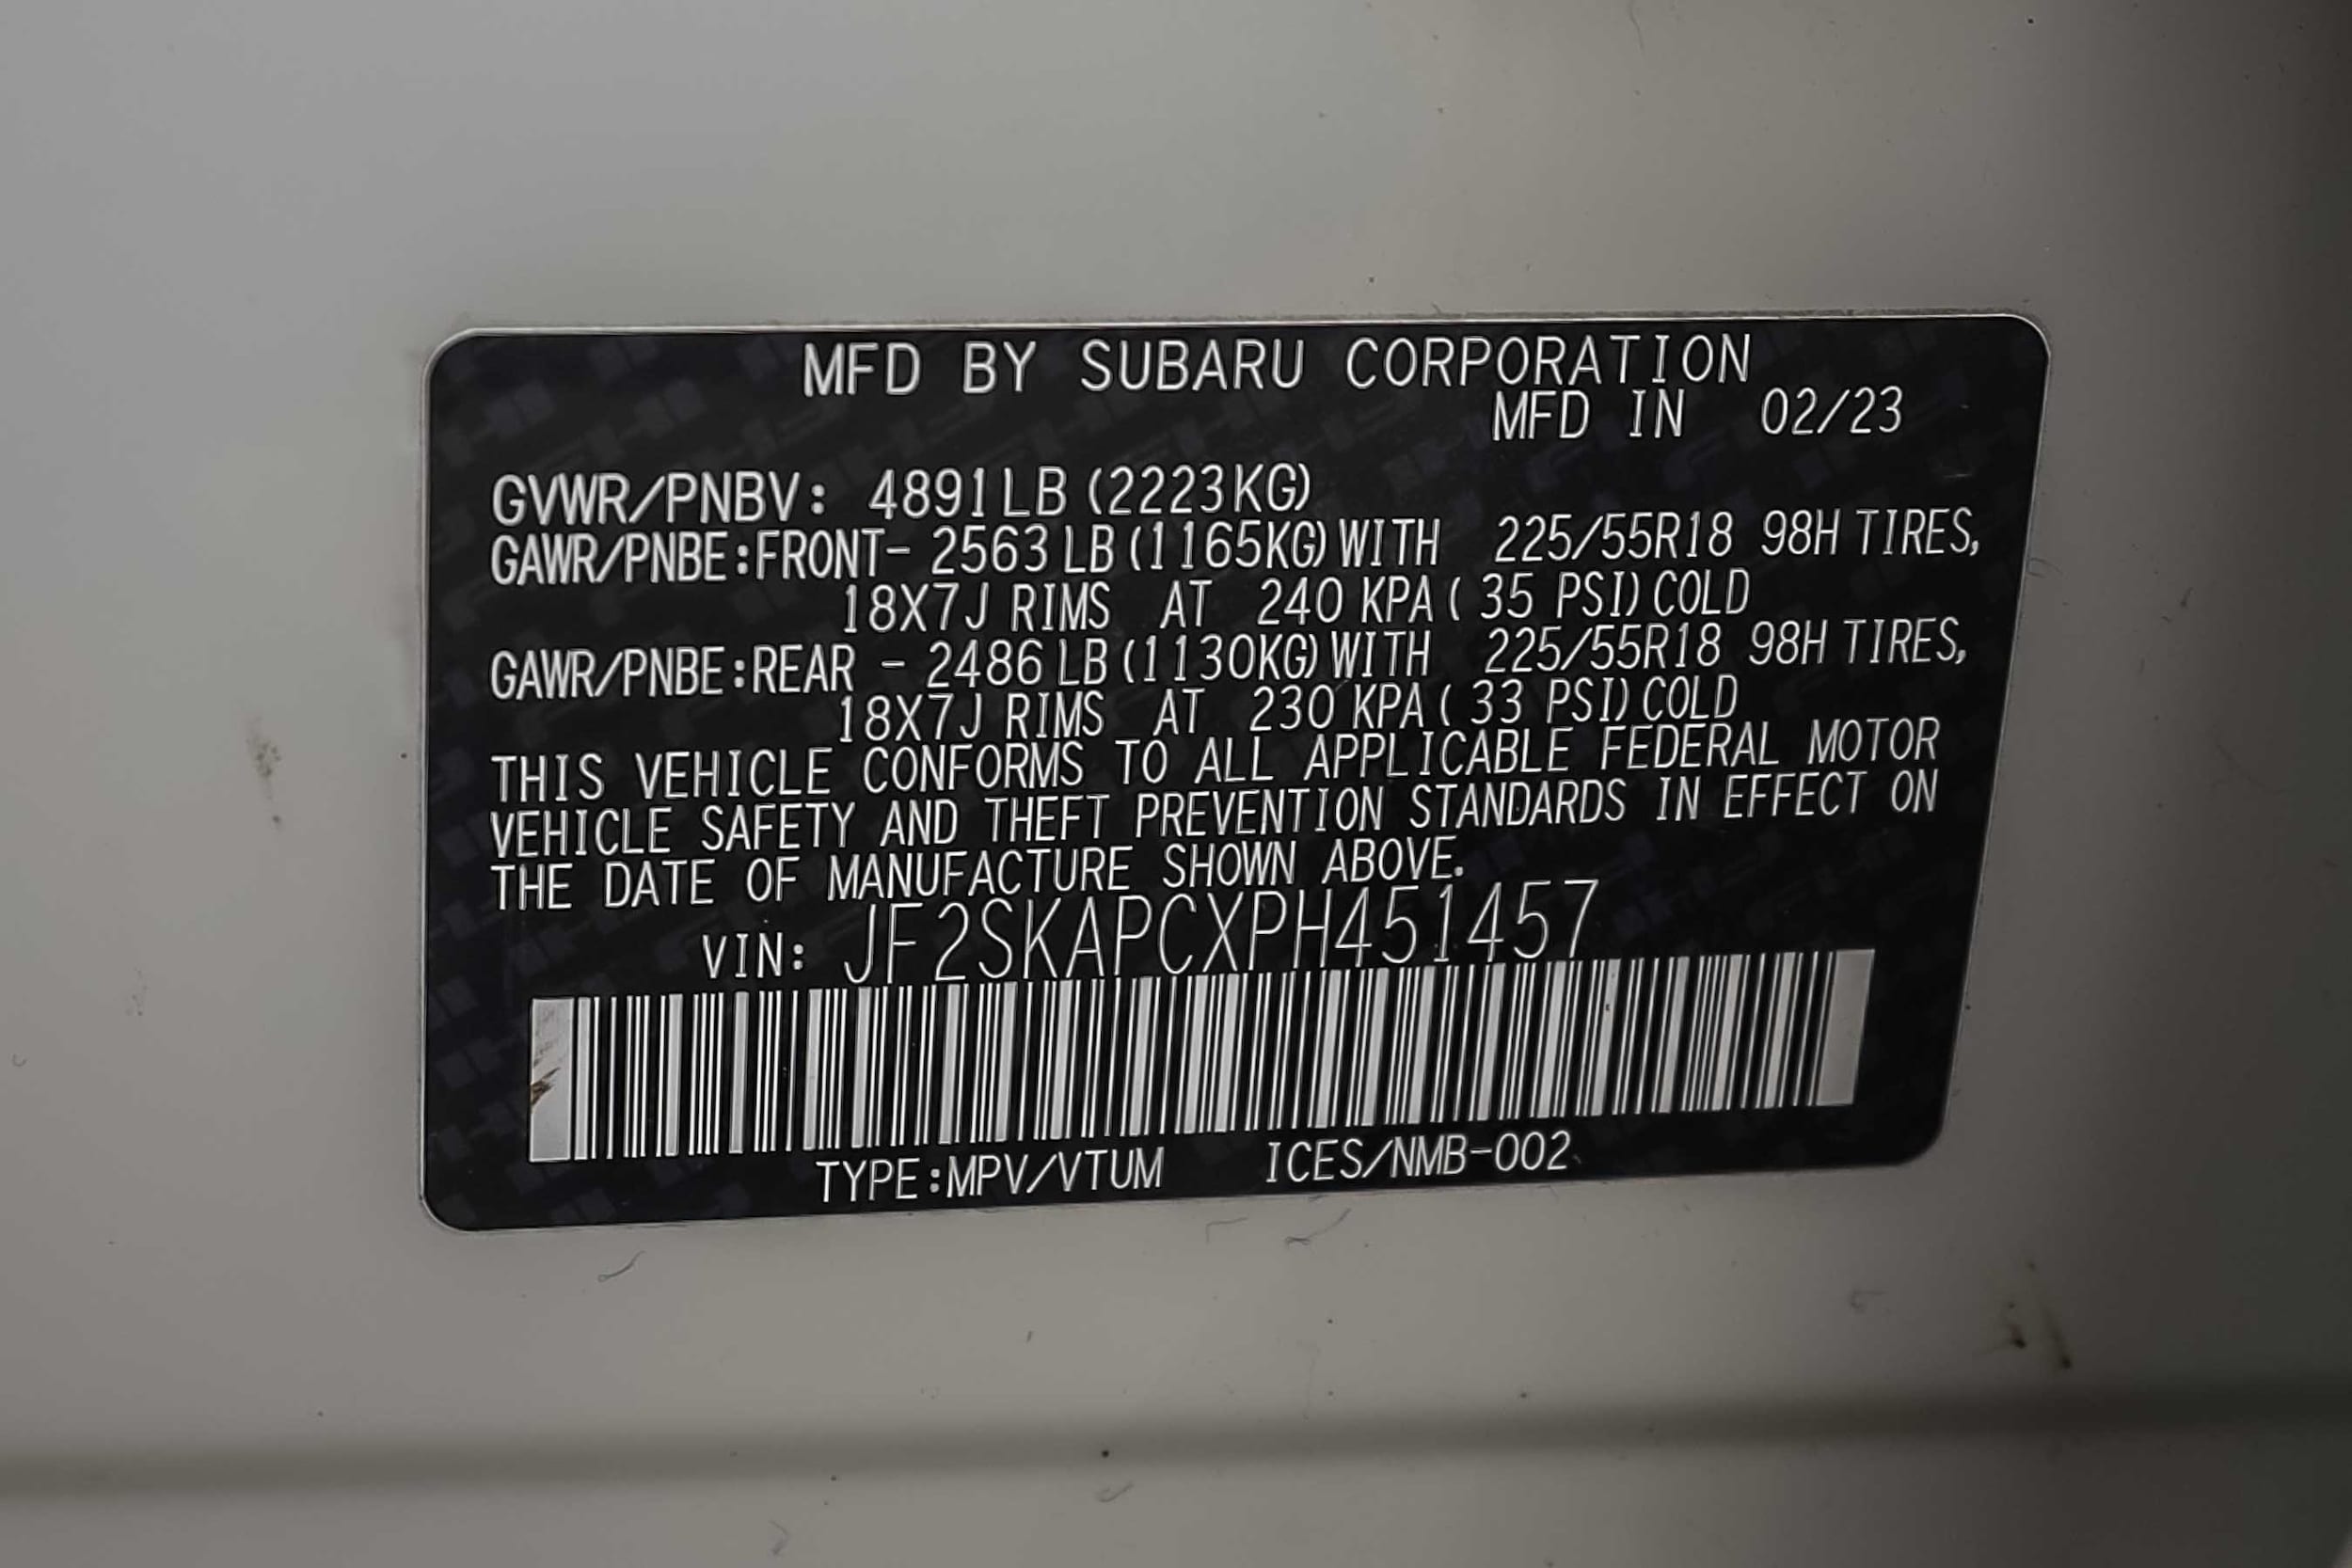 MFD BY SUBARU CORPORATION
MFD IN 02/23
GVWR/PNBV: 4891LB (2223KG)
GAWR/PNBE:FRONT- 2563 LB (1165KG) WITH 225/55R18 98H TIRES,
18X7J RIMS AT 240 KPA ( 35 PSI) COLD
GAWR/PNBE:REAR - 2486 LB (1130KG) WITH 225/55R18 98H TIRES,
18X7J RIMS AT 230 KPA ( 33 PSI) COLD
THIS VEHICLE CONFORMS TO ALL APPLICABLE FEDERAL MOTOR
VEHICLE SAFETY AND THEFT PREVENTION STANDARDS IN EFFECT ON
THE DATE OF MANUFACTURE SHOWN ABOVE.
VIN: JF2SKAPCXPH451457
TYPE:MPV/VTUM ICES/NMB-002